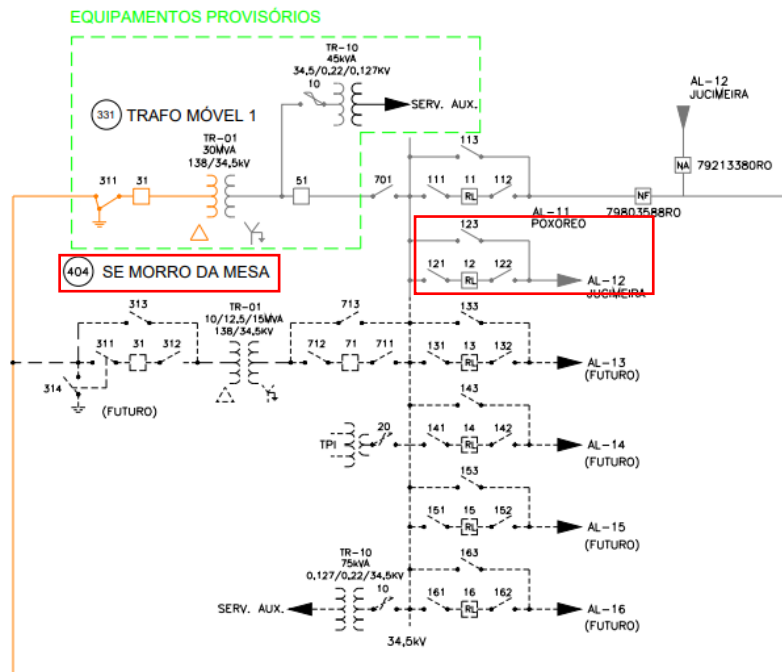 EQUIPAMENTOS PROVISÓRIOS
TR-10
45kVA
34.5/0.22/0.127KV
10
SERV. AUX.
331 TRAFO MÓVEL 1
TR-01
30MVA
138/34,5kV
311
31
51
701
113
111
11
112
RL
AL-12
JUCIMEIRA
NA
79213380RO
NF
79803588RO
AL-11
POXOREO
123
121
12
122
RL
AL-12
JUCIMEIRA
404 SE MORRO DA MESA
313
TR-01
10/12,5/15MVA
138/34,5KV
713
133
311
31
312
712
71
711
131
13
132
RL
AL-13
(FUTURO)
314
(FUTURO)
143
TPI
20
141
14
142
RL
AL-14
(FUTURO)
153
151
15
152
RL
AL-15
(FUTURO)
TR-10
75kVA
0.127/0.22/34.5KV
10
163
SERV. AUX.
161
16
162
RL
AL-16
(FUTURO)
34,5kV